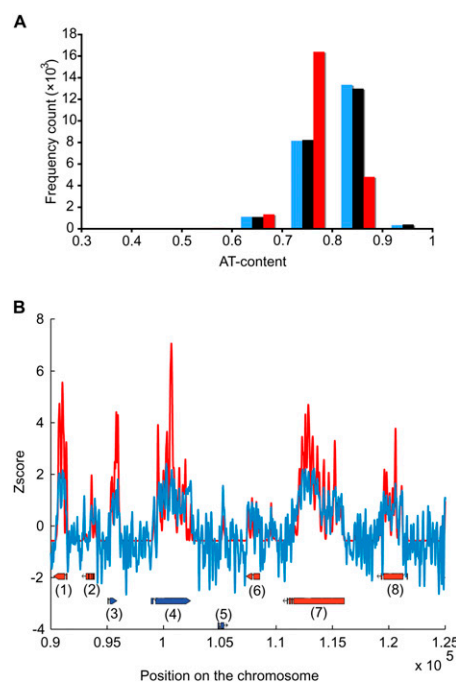 A
Frequency count (×10³)
18
16
14
12
10
8
6
4
2
0
0.3 0.4 0.5 0.6 0.7 0.8 0.9 1
AT-content
B
Zscore
8
6
4
2
0
-2
-4
(1) (2) (3) (4) (5) (6) (7) (8)
0.9 0.95 1 1.05 1.1 1.15 1.2 1.25
Position on the chromosome x 10⁵